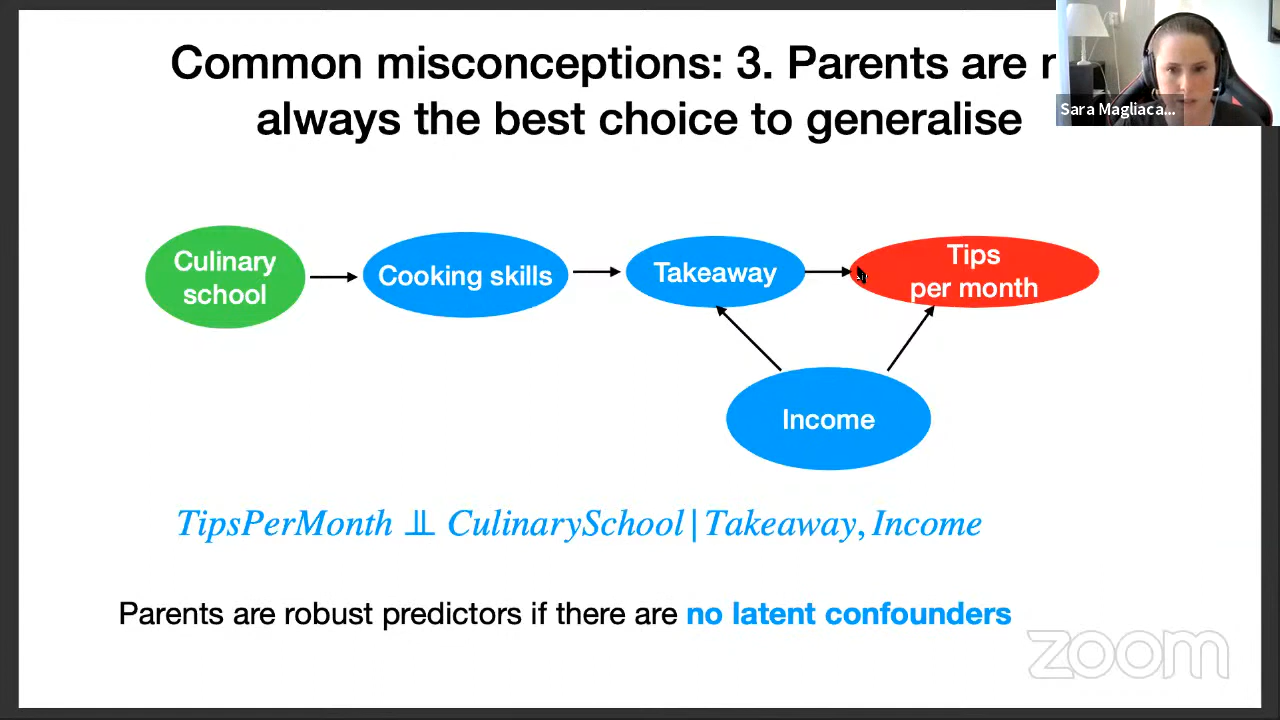 Common misconceptions: 3. Parents are
always the best choice to generalise
Sara Magliaca...
Culinary
school
Cooking skills
Takeaway
Tips
per month
Income
TipsPerMonth ⫫ CulinarySchool | Takeaway, Income
Parents are robust predictors if there are no latent confounders
zoom